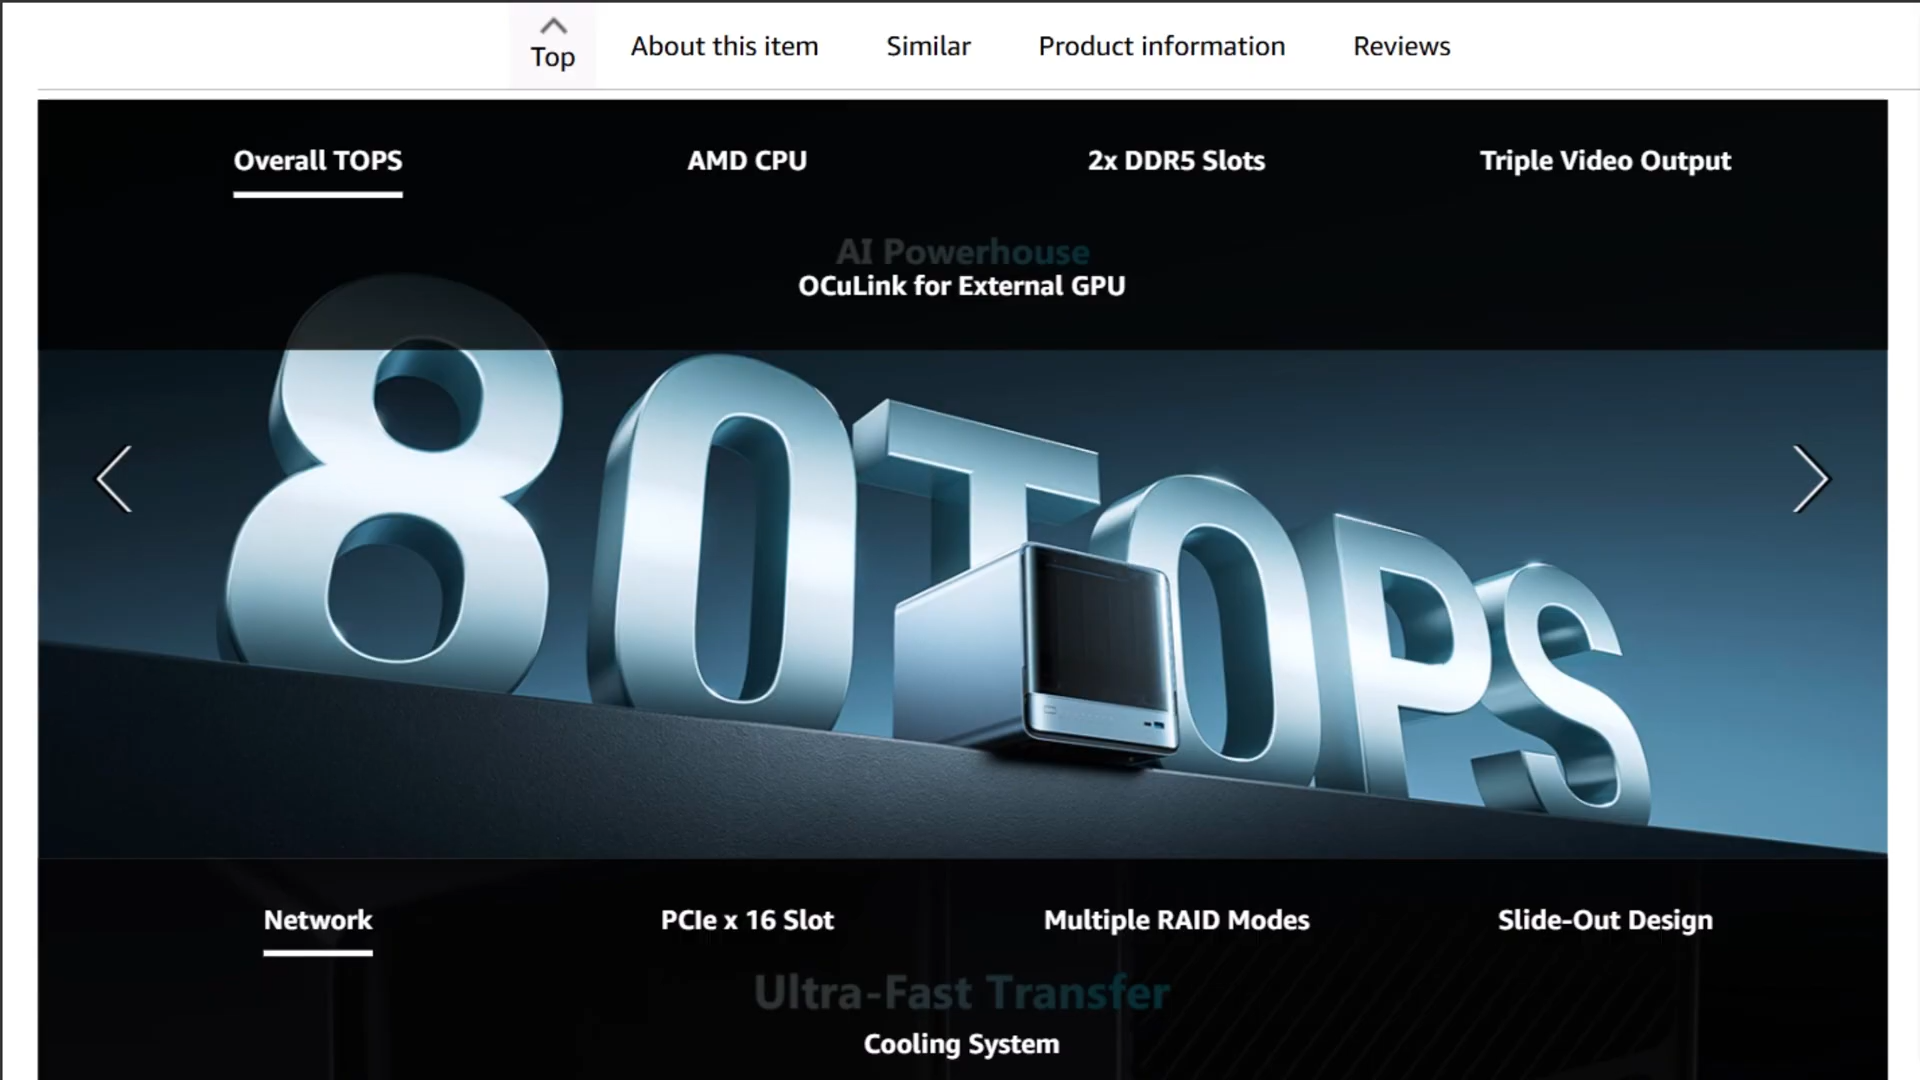 Top
About this item
Similar
Product information
Reviews
Overall TOPS
AMD CPU
2x DDR5 Slots
Triple Video Output
AI Powerhouse
OCuLink for External GPU
80TOPS
Network
PCIe x 16 Slot
Multiple RAID Modes
Slide-Out Design
Ultra-Fast Transfer
Cooling System